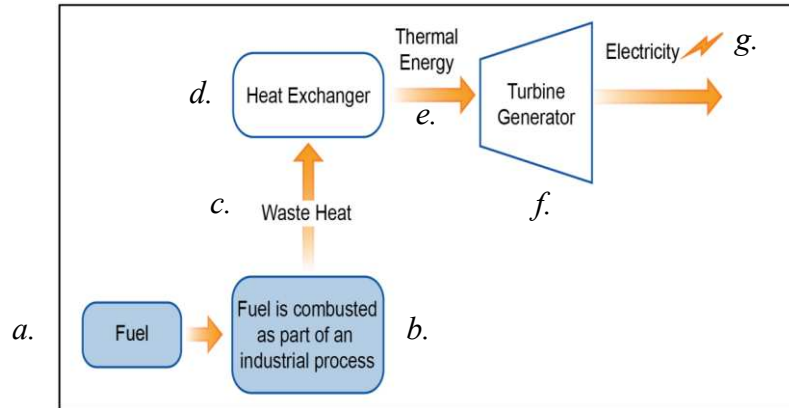 Thermal
Energy
Electricity
g.
d.
Heat Exchanger
e.
Turbine
Generator
c.
Waste Heat
f.
a.
Fuel
Fuel is combusted
as part of an
industrial process
b.